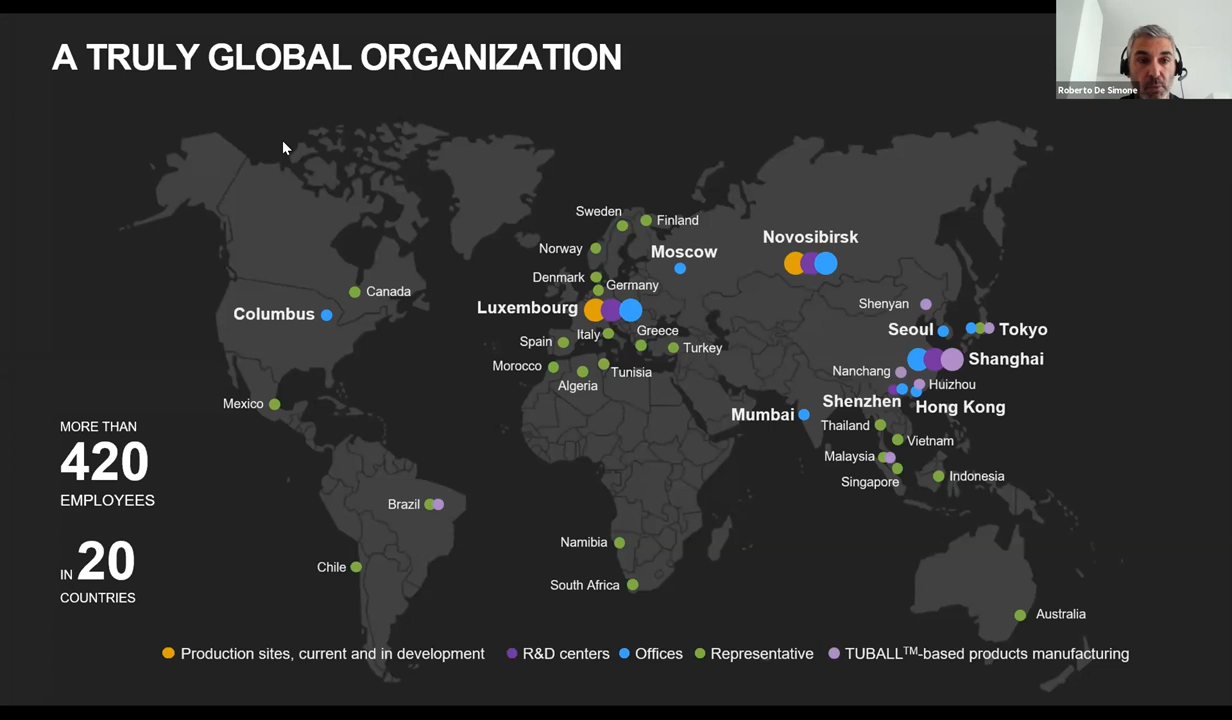 A TRULY GLOBAL ORGANIZATION
Roberto De Simone
Sweden
Finland
Norway
Moscow
Novosibirsk
Denmark
Germany
Canada
Luxembourg
Columbus
Shenyan
Italy
Greece
Seoul
Tokyo
Spain
Turkey
Shanghai
Morocco
Tunisia
Nanchang
Algeria
Huizhou
Mexico
Shenzhen
Hong Kong
Mumbai
Thailand
Vietnam
Malaysia
Singapore
Indonesia
MORE THAN
420
EMPLOYEES
Brazil
Namibia
IN 20
COUNTRIES
Chile
South Africa
Australia
Production sites, current and in development
R&D centers
Offices
Representative
TUBALL™-based products manufacturing